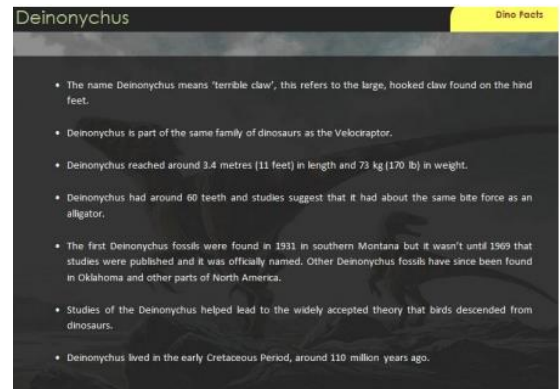 Deinonychus
Dino Facts
• The name Deinonychus means 'terrible claw', this refers to the large, hooked claw found on the hind
feet.
• Deinonychus is part of the same family of dinosaurs as the Velociraptor.
• Deinonychus reached around 3.4 metres (11 feet) in length and 73 kg (170 lb) in weight.
• Deinonychus had around 60 teeth and studies suggest that it had about the same bite force as an
alligator.
• The first Deinonychus fossils were found in 1931 in southern Montana but it wasn't until 1969 that
studies were published and it was officially named. Other Deinonychus fossils have since been found
in Oklahoma and other parts of North America.
• Studies of the Deinonychus helped lead to the widely accepted theory that birds descended from
dinosaurs.
• Deinonychus lived in the early Cretaceous Period, around 110 million years ago.